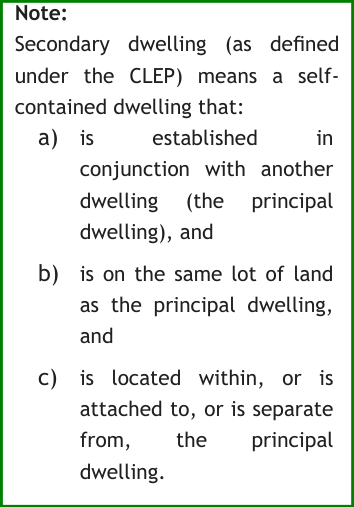 Note:
Secondary dwelling (as defined
under the CLEP) means a self-
contained dwelling that:
a) is established in
conjunction with another
dwelling (the principal
dwelling), and
b) is on the same lot of land
as the principal dwelling,
and
c) is located within, or is
attached to, or is separate
from, the principal
dwelling.